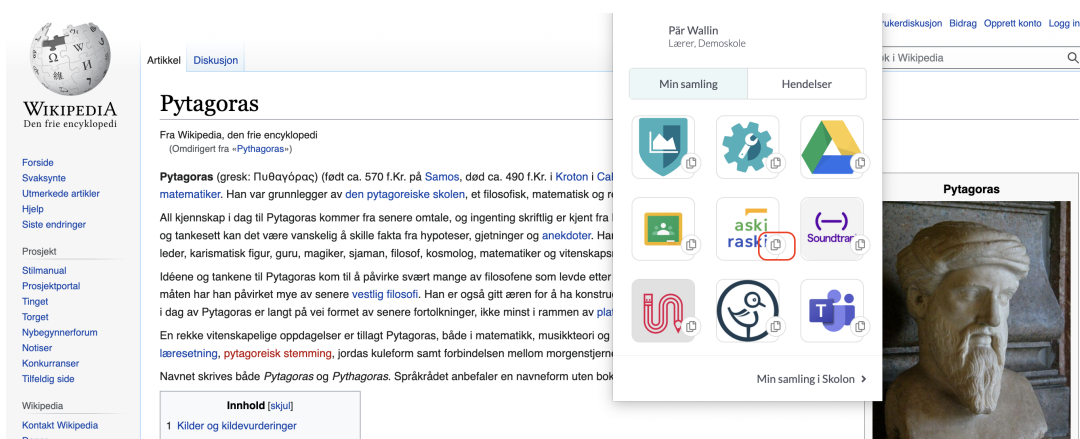 WIKIPEDIA
Den frie encyklopedi
Forside
Svaksynte
Utmerkede artikler
Hjelp
Siste endringer
Prosjekt
Stilmanual
Prosjektportal
Tinget
Torget
Nybegynnerforum
Notiser
Konkurranser
Tilfeldig side
Wikipedia
Kontakt Wikipedia
Artikkel Diskusjon
Pytagoras
Fra Wikipedia, den frie encyklopedi
(Omdirigert fra «Pythagoras»)
Pytagoras (gresk: Πυθαγόρας) (født ca. 570 f.Kr. på Samos, død ca. 490 f.Kr. i Kroton i
matematiker. Han var grunnlegger av den pytagoreiske skolen, et filosofisk, matematisk og
All kjennskap i dag til Pytagoras kommer fra senere omtale, og ingenting skriftlig er kjent fra
og tankesett kan det være vanskelig å skille fakta fra hypoteser, gjetninger og anekdoter.
leder, karismatisk figur, guru, magiker, sjaman, filosof, kosmolog, matematiker og
Idéene og tankene til Pytagoras kom til å påvirke svært mange av filosofene som levde etter
måten har han påvirket mye av senere vestlig filosofi. Han er også gitt æren for å ha
i dag av Pytagoras er langt på vei formet av senere fortolkninger, ikke minst i rammen av
En rekke vitenskapelige oppdagelser er tillagt Pytagoras, både i matematikk, musikkteori og
læresetning, pytagoreisk stemming, jordas kuleform samt forbindelsen mellom
Navnet skrives både Pytagoras og Pythagoras. Språkrådet anbefaler en navneform uten
Innhold [skjul]
1 Kilder og kildevurderinger
Pär Wallin
Lærer, Demoskole
Min samling Hendelser
aski
raski
Soundtrap
T
Min samling i Skolon
Bidrag Opprett konto Logg in
i Wikipedia
Pytagoras